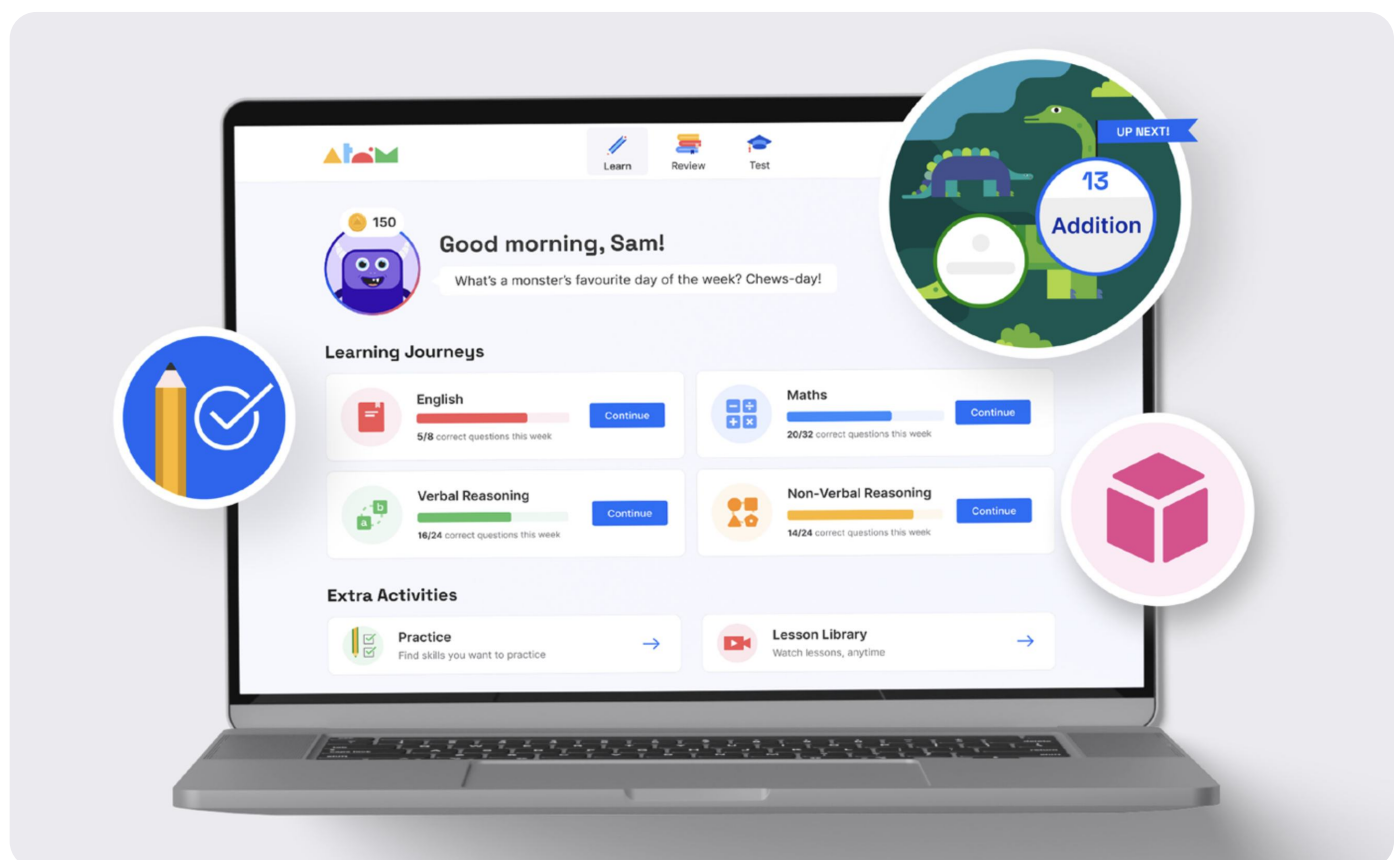 atom
Learn
Review
Test
UP NEXT!
13
Addition
150
Good morning, Sam!
What's a monster's favourite day of the week? Chews-day!
Learning Journeys
English
Continue
5/8 correct questions this week
Maths
Continue
20/32 correct questions this week
Verbal Reasoning
Continue
16/24 correct questions this week
a
b
Non-Verbal Reasoning
Continue
14/24 correct questions this week
Extra Activities
Practice
Find skills you want to practice
Lesson Library
Watch lessons, anytime